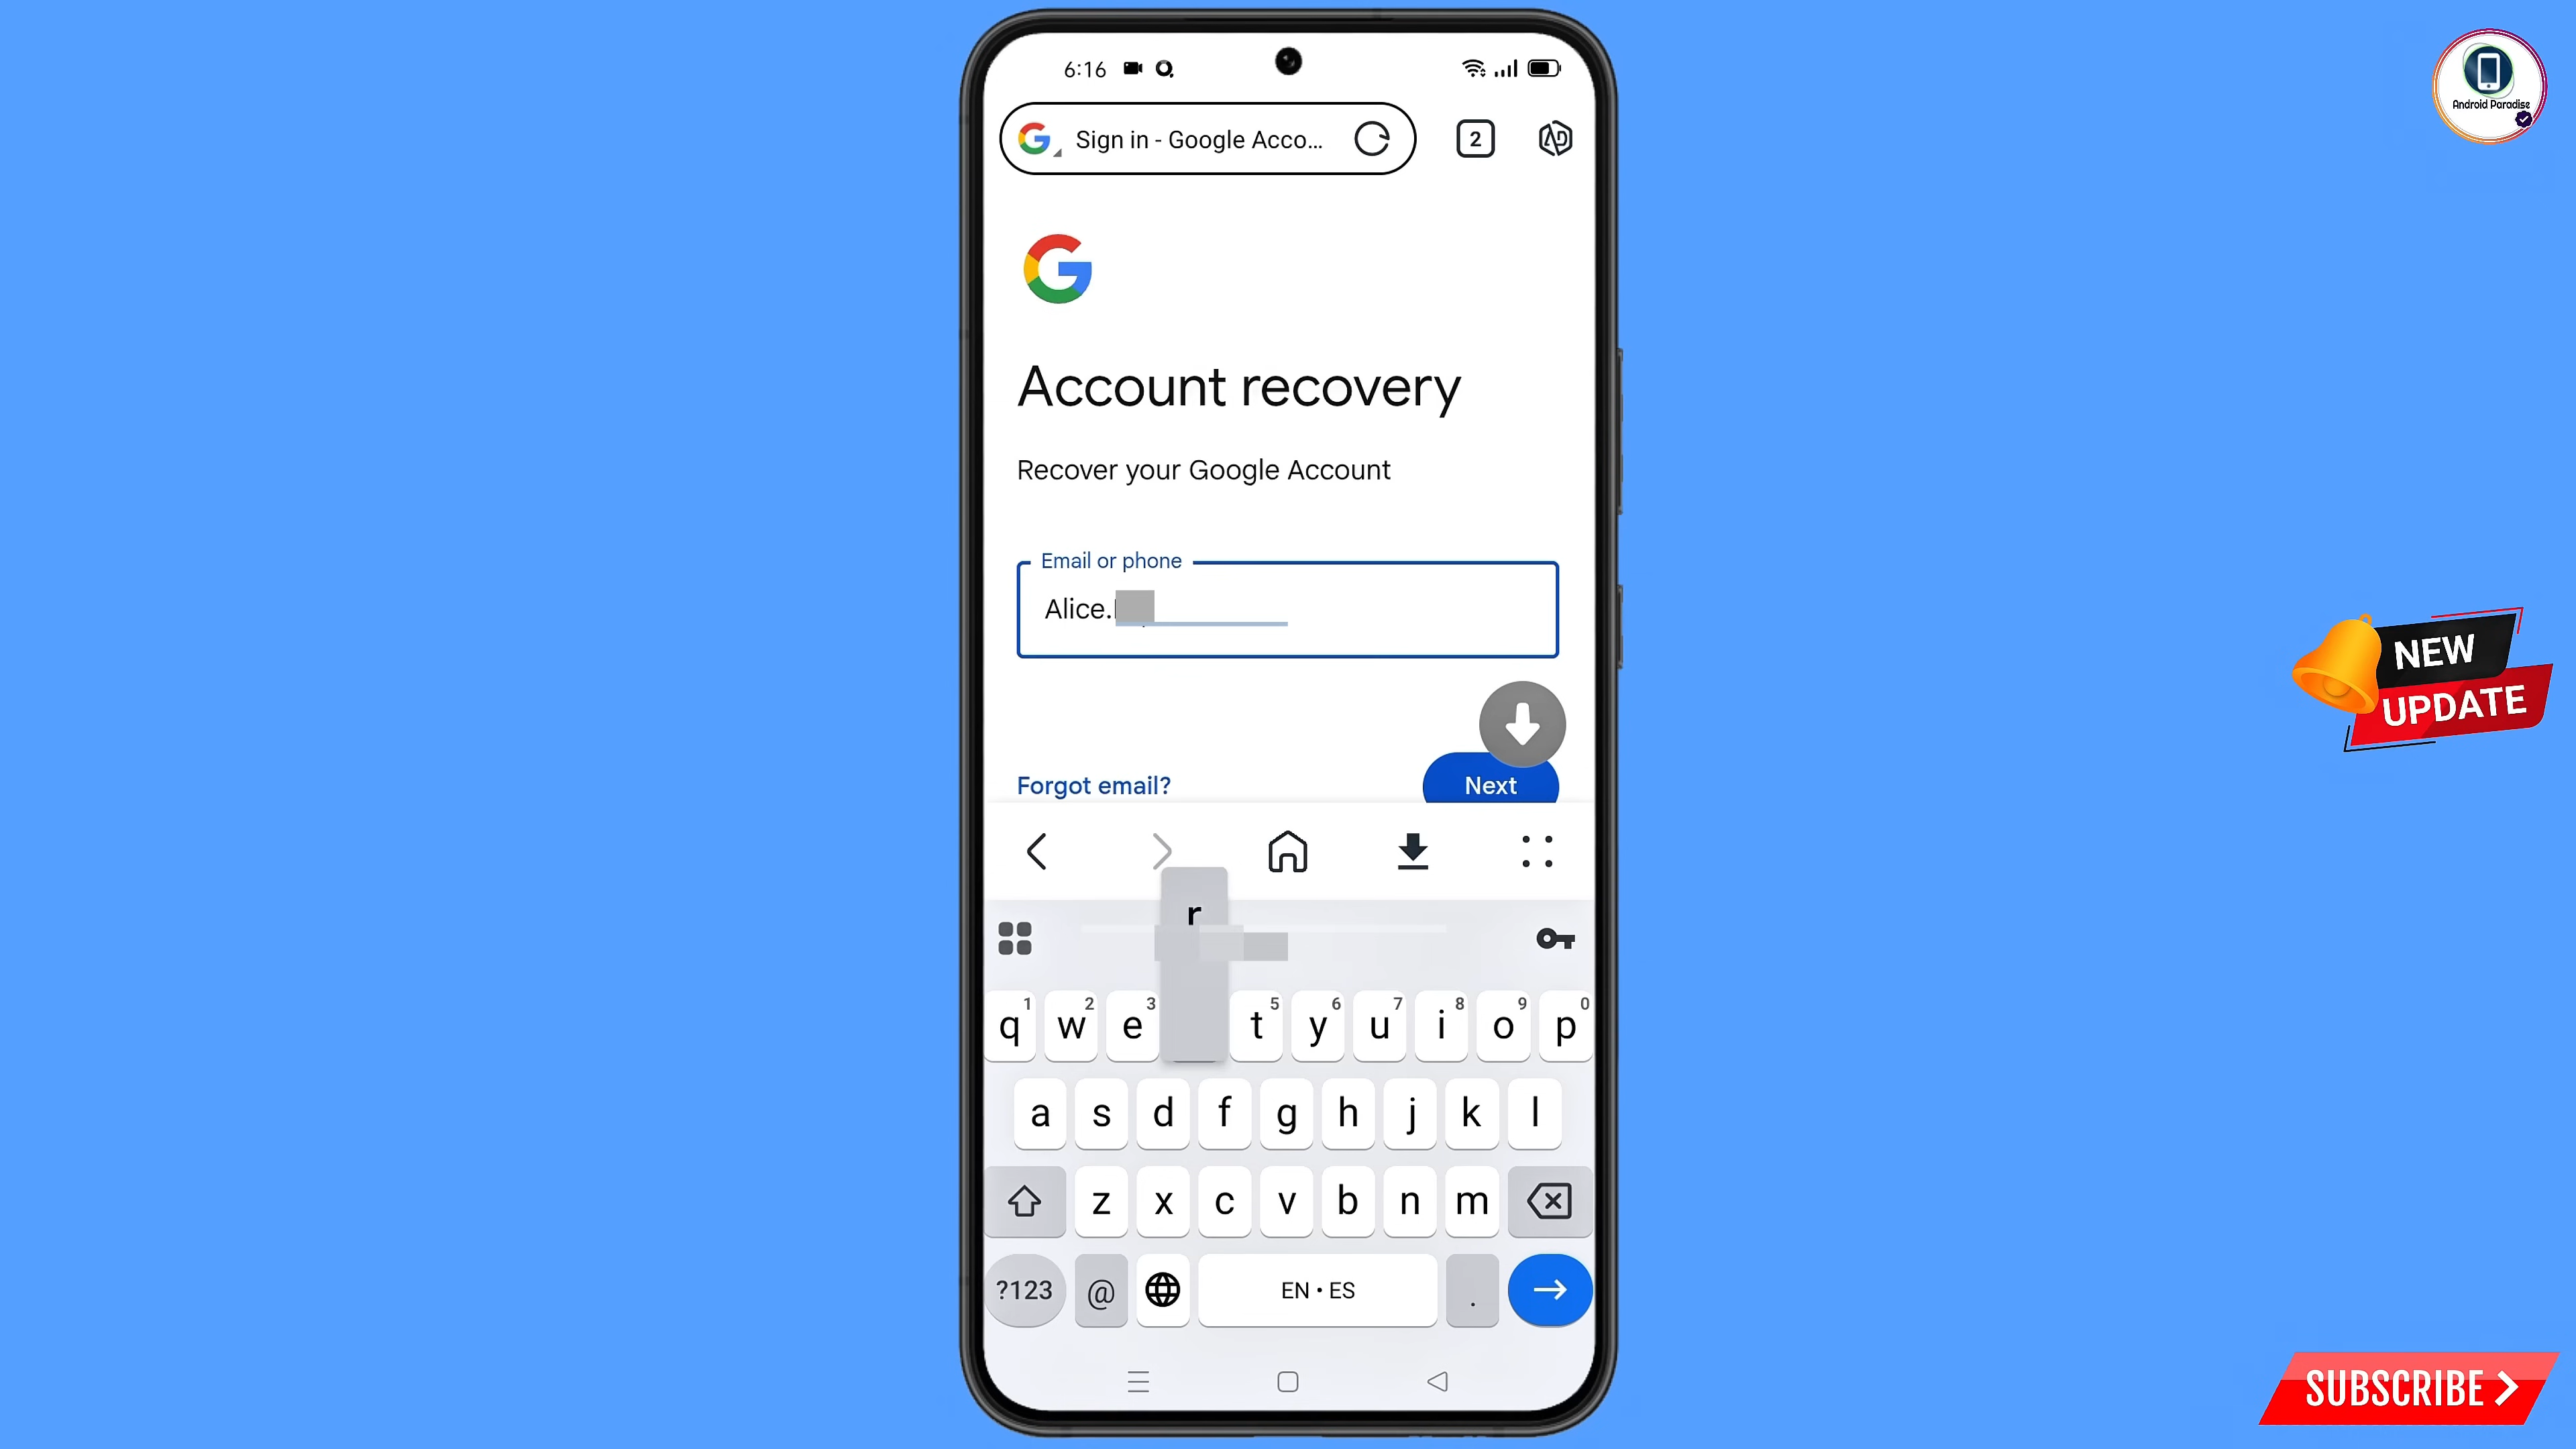 6:16
Sign in - Google Acco...
2
Android Paradise
Account recovery
Recover your Google Account
Email or phone
Alice.
NEW
UPDATE
Forgot email?
Next
r
1 2 3 5 6 7 8 9 0
q w e t y u i o p
a s d f g h j k l
z x c v b n m
?123 @ EN • ES .
SUBSCRIBE